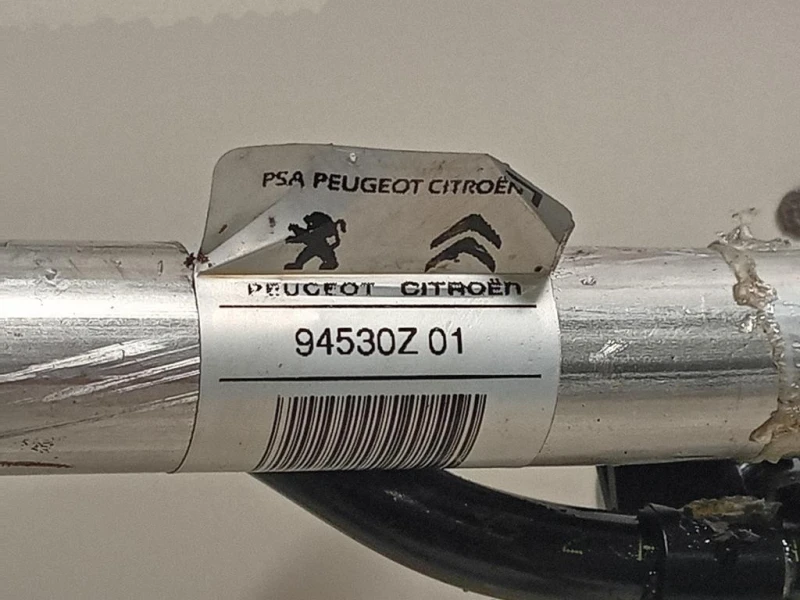 PSA PEUGEOT CITROËN
PEUGEOT CITROËN
94530Z 01